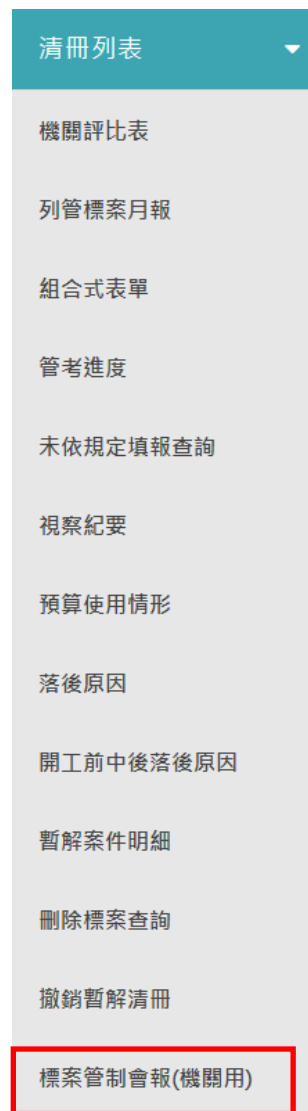 清冊列表
機關評比表
列管標案月報
組合式表單
管考進度
未依規定填報查詢
視察紀要
預算使用情形
落後原因
開工前中後落後原因
暫解案件明細
刪除標案查詢
撤銷暫解清冊
標案管制會報(機關用)